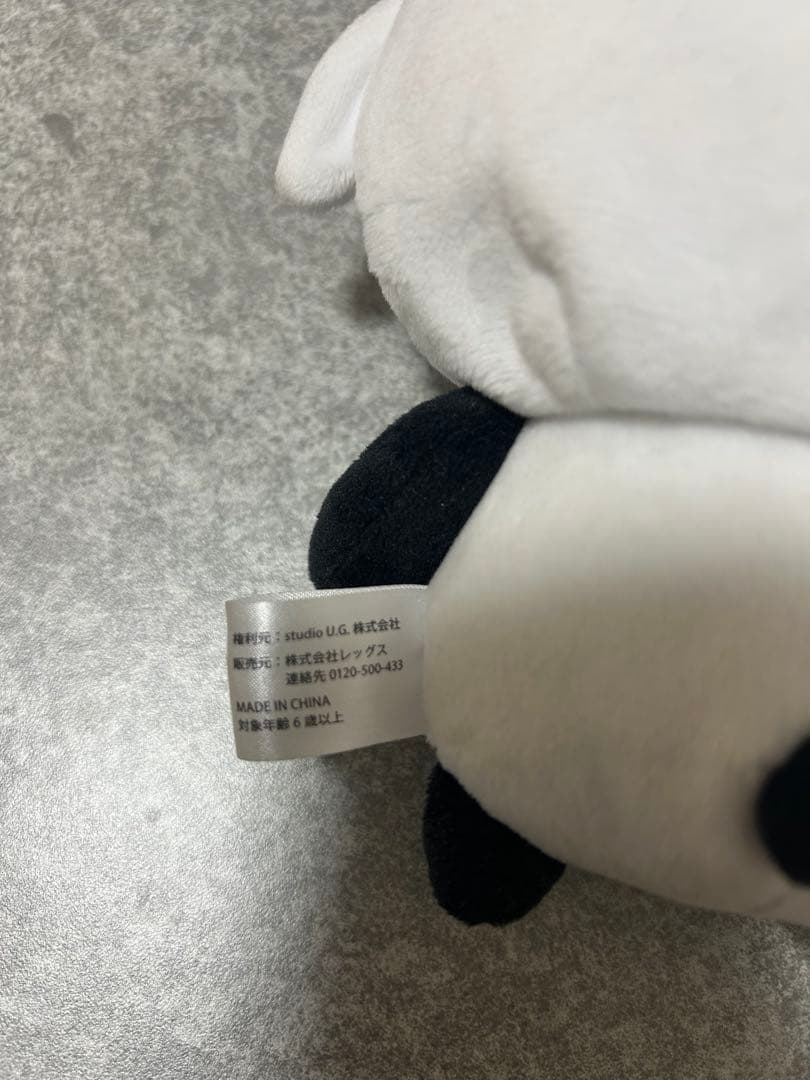 権利元：studio U.G. 株式会社
販売元：株式会社レッグス
連絡先 0120-500-433
MADE IN CHINA
対象年齢 6 歳以上